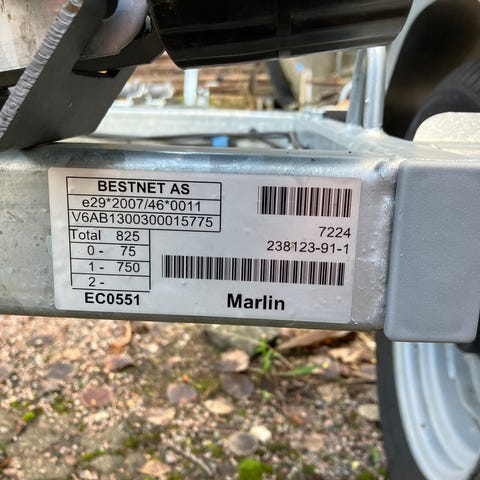 BESTNET AS
e29*2007/46*0011
V6AB1300300015775
Total 825
0- 75
1- 750
2-
EC0551
7224
238123-91-1
Marlin